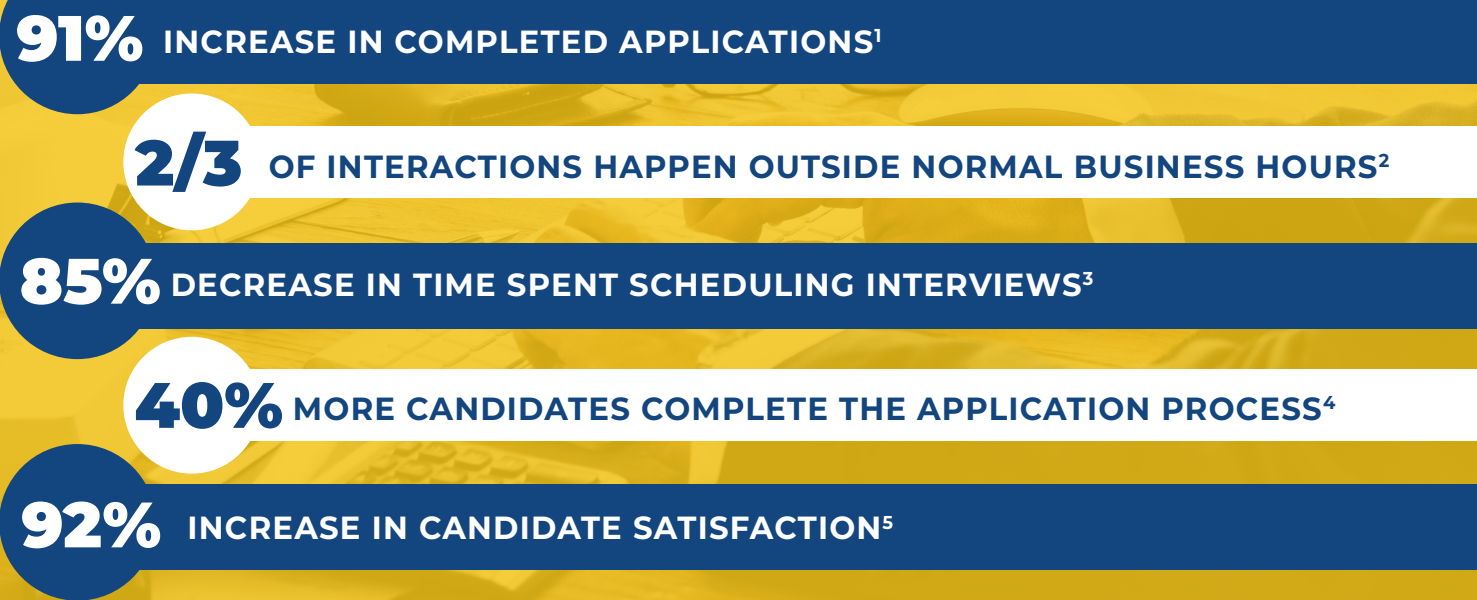 91% INCREASE IN COMPLETED APPLICATIONS¹
2/3 OF INTERACTIONS HAPPEN OUTSIDE NORMAL BUSINESS HOURS²
85% DECREASE IN TIME SPENT SCHEDULING INTERVIEWS³
40% MORE CANDIDATES COMPLETE THE APPLICATION PROCESS⁴
92% INCREASE IN CANDIDATE SATISFACTION⁵